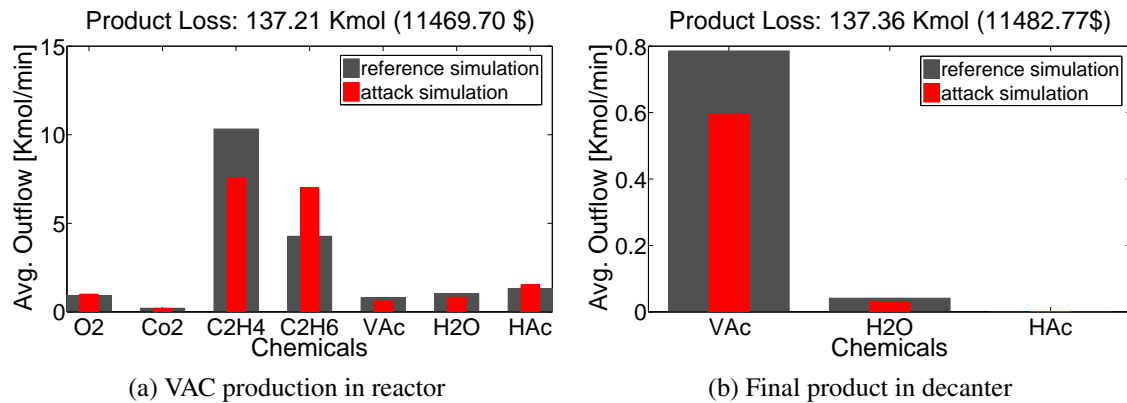 Product Loss: 137.21 Kmol (11469.70 $)
15
10
5
0
Avg. Outflow [Kmol/min]
reference simulation
attack simulation
O2 Co2 C2H4 C2H6 VAc H2O HAc
Chemicals
(a) VAC production in reactor
Product Loss: 137.36 Kmol (11482.77$)
0.8
0.6
0.4
0.2
0
Avg. Outflow [Kmol/min]
reference simulation
attack simulation
VAc H2O HAc
Chemicals
(b) Final product in decanter